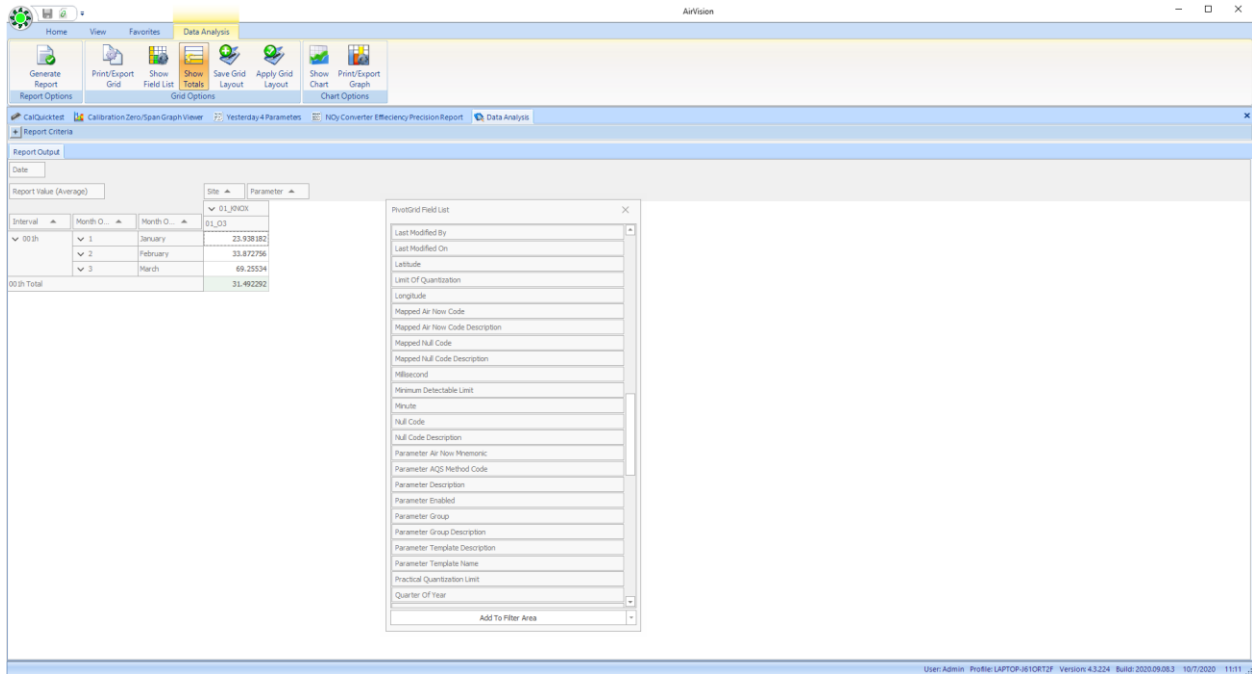 AirVision
Home View Favorites Data Analysis
Generate Report Print/Export Grid Show Field List Show Totals Save Grid Layout Apply Grid Layout Show Chart Print/Export Graph
Report Options Grid Options Chart Options
CalQuicktest Calibration Zero/Span Graph Viewer Yesterday 4 Parametes NOy Converter Effeciency Precision Report Data Analysis
Report Criteria
Report Output
Date
Report Value (Average) Site Parameter
01_KNOX
Interval Month O... Month O... 01_O3
001h 1 January 23.938182
2 February 33.872756
3 March 69.25534
001h Total 31.492292
PivotGrid Field List
Last Modified By
Last Modified On
Latitude
Limit Of Quantization
Longitude
Mapped Air Now Code
Mapped Air Now Code Description
Mapped Null Code
Mapped Null Code Description
Millisecond
Minimum Detectable Limit
Minute
Null Code
Null Code Description
Parameter Air Now Mnemonic
Parameter AQS Method Code
Parameter Description
Parameter Enabled
Parameter Group
Parameter Group Description
Parameter Template Description
Parameter Template Name
Practical Quantization Limit
Quarter Of Year
Add To Filter Area
User: Admin Profile: LAPTOP-J61ORT2F Version: 4.3.224 Build: 2020.09.08.3 10/7/2020 11:11